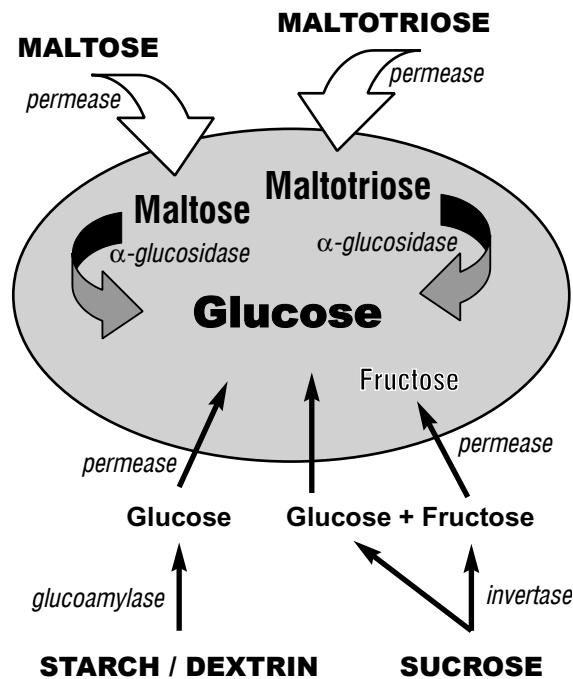 MALTOTRIOSE
MALTOSE
permease
permease
Maltotriose
Maltose
α-glucosidase
α-glucosidase
Glucose
Fructose
permease
permease
Glucose
Glucose + Fructose
glucoamylase
invertase
STARCH / DEXTRIN
SUCROSE